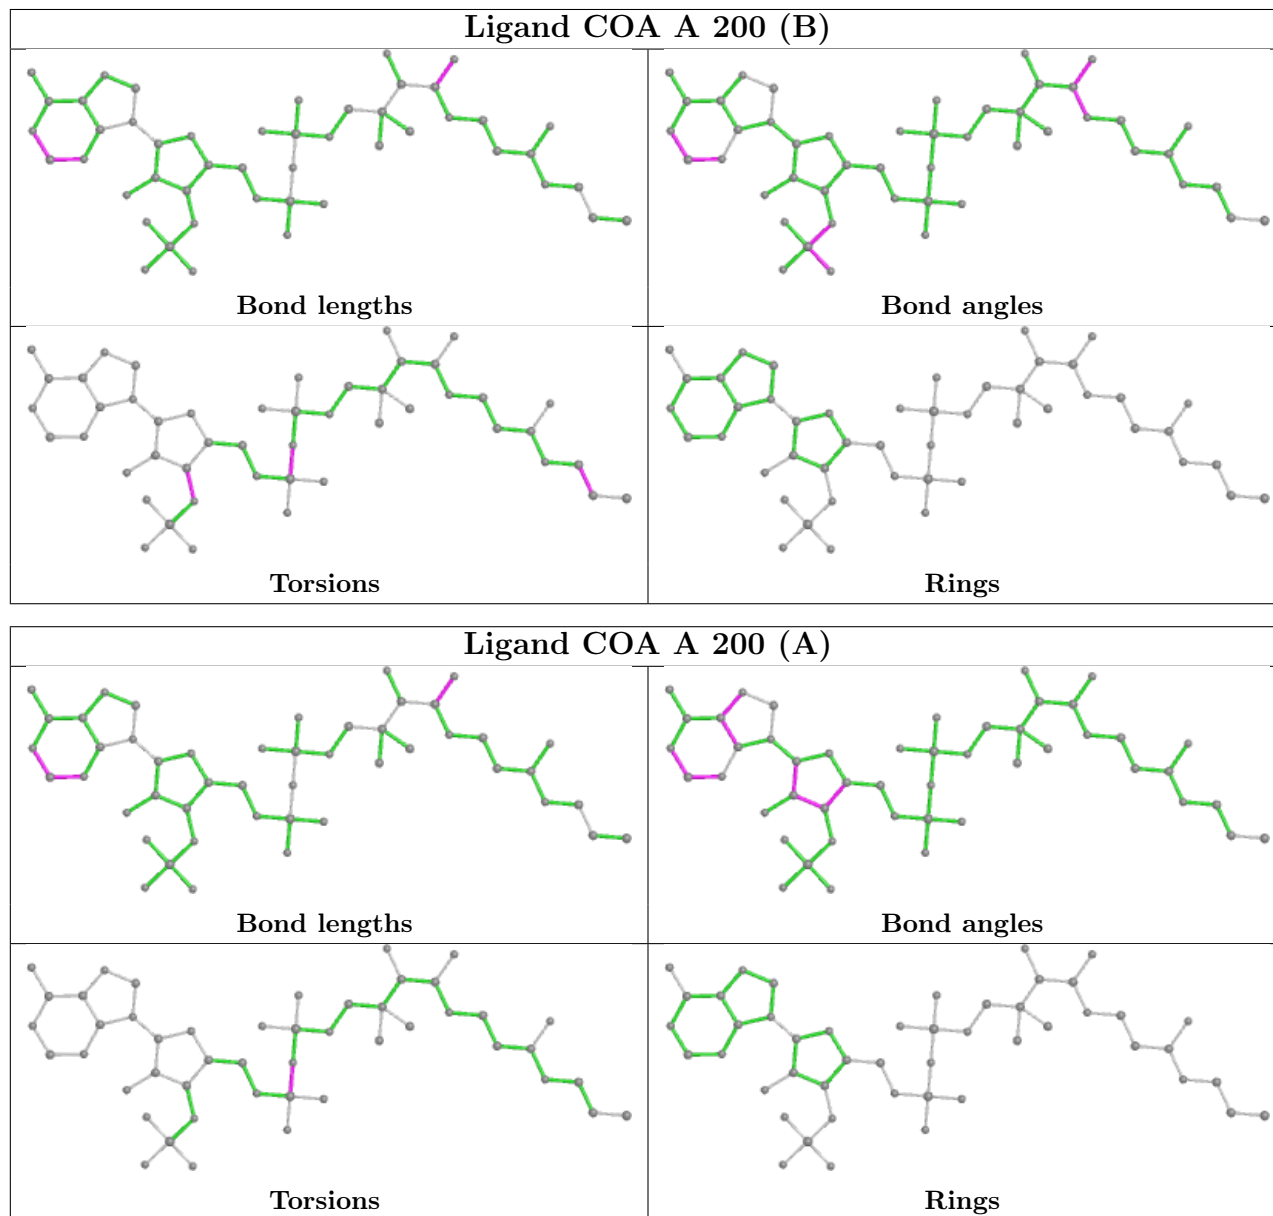 Ligand COA A 200 (B)
Bond lengths
Bond angles
Torsions
Rings
Ligand COA A 200 (A)
Bond lengths
Bond angles
Torsions
Rings